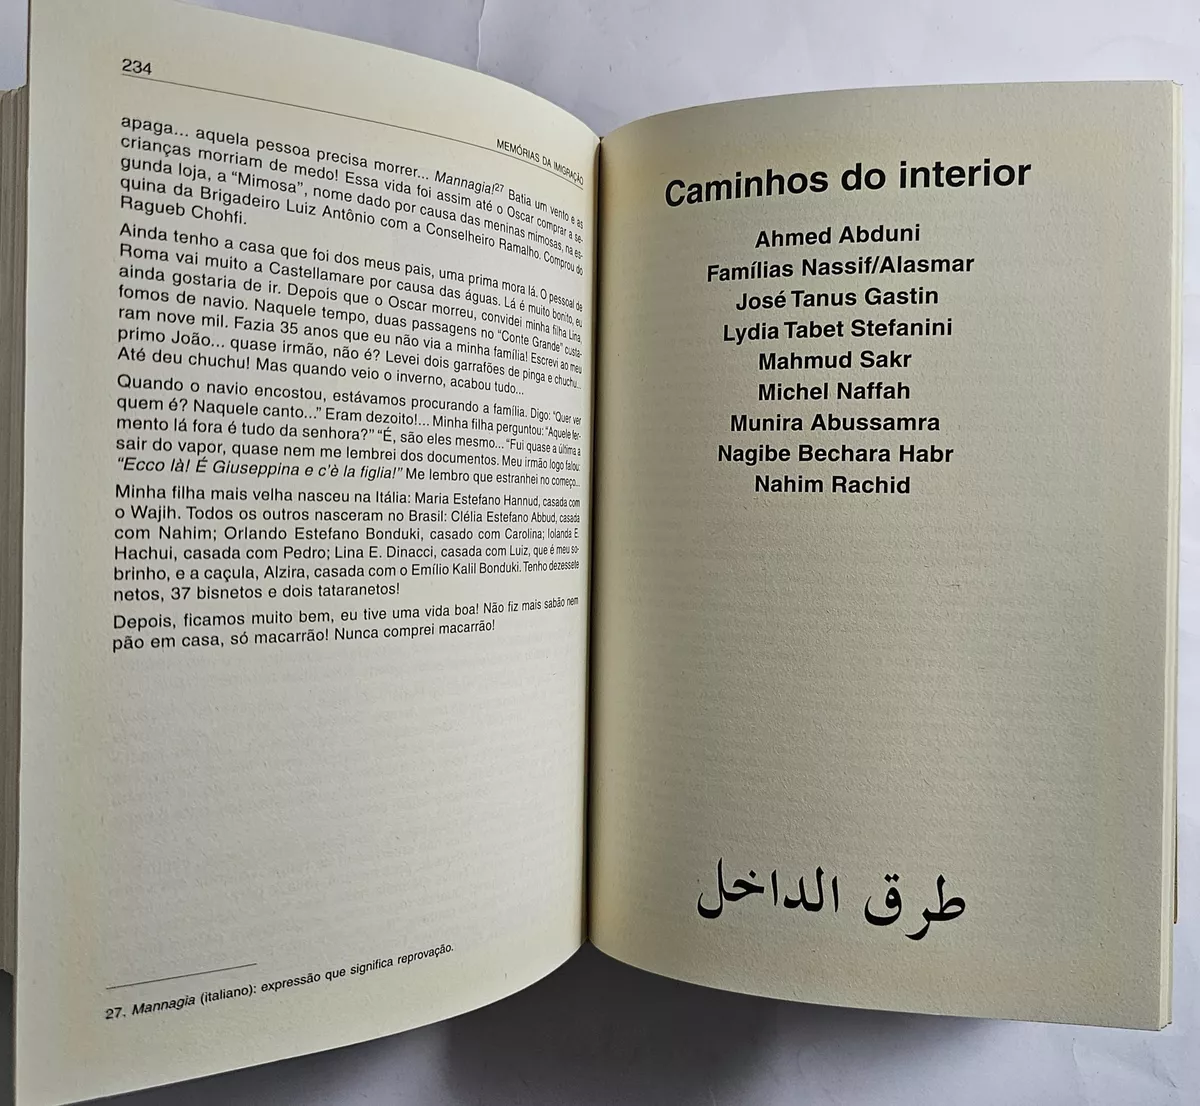 234
MEMÓRIAS DA IMIGRAÇÃO
apaga... aquela pessoa precisa morrer... Mannagia!27 Batia um vento e as
crianças morriam de medo! Essa vida foi assim até o Oscar comprar a se-
gunda loja, a “Mimosa”, nome dado por causa das meninas mimosas, na es-
quina da Brigadeiro Luiz Antônio com a Conselheiro Ramalho. Comprou do
Ragueb Chohfi.
Ainda tenho a casa que foi dos meus pais, uma prima mora lá. O pessoal de
Roma vai muito a Castellamare por causa das águas. Lá é muito bonito, eu
ainda gostaria de ir. Depois que o Oscar morreu, convidei minha filha Lina,
fomos de navio. Naquele tempo, duas passagens no “Conte Grande” custa-
ram nove mil. Fazia 35 anos que eu não via a minha família! Escrevi ao meu
primo João... quase irmão, não é? Levei dois garrafões de pinga e chuchu...
Até deu chuchu! Mas quando veio o inverno, acabou tudo...
Quando o navio encostou, estávamos procurando a família. Digo: “Quer ver
quem é? Naquele canto...” Eram dezoito!... Minha filha perguntou: “Aquele fer-
mento lá fora é tudo da senhora?” “É, são eles mesmo... “Fui quase a última a
sair do vapor, quase nem me lembrei dos documentos. Meu irmão logo falou:
“Ecco là! É Giuseppina e c’è la figlia!” Me lembro que estranhei no começo...
Minha filha mais velha nasceu na Itália: Maria Estefano Hannud, casada com
o Wajih. Todos os outros nasceram no Brasil: Clélia Estefano Abbud, casada
com Nahim; Orlando Estefano Bonduki, casado com Carolina; Iolanda E.
Hachui, casada com Pedro; Lina E. Dinacci, casada com Luiz, que é meu so-
brinho, e a caçula, Alzira, casada com o Emílio Kalil Bonduki. Tenho dezessete
netos, 37 bisnetos e dois tataranetos!
Depois, ficamos muito bem, eu tive uma vida boa! Não fiz mais sabão nem
pão em casa, só macarrão! Nunca comprei macarrão!
27. Mannagia (italiano): expressão que significa reprovação.
Caminhos do interior
Ahmed Abduni
Famílias Nassif/Alasmar
José Tanus Gastin
Lydia Tabet Stefanini
Mahmud Sakr
Michel Naffah
Munira Abussamra
Nagibe Bechara Habr
Nahim Rachid
طرق الداخل